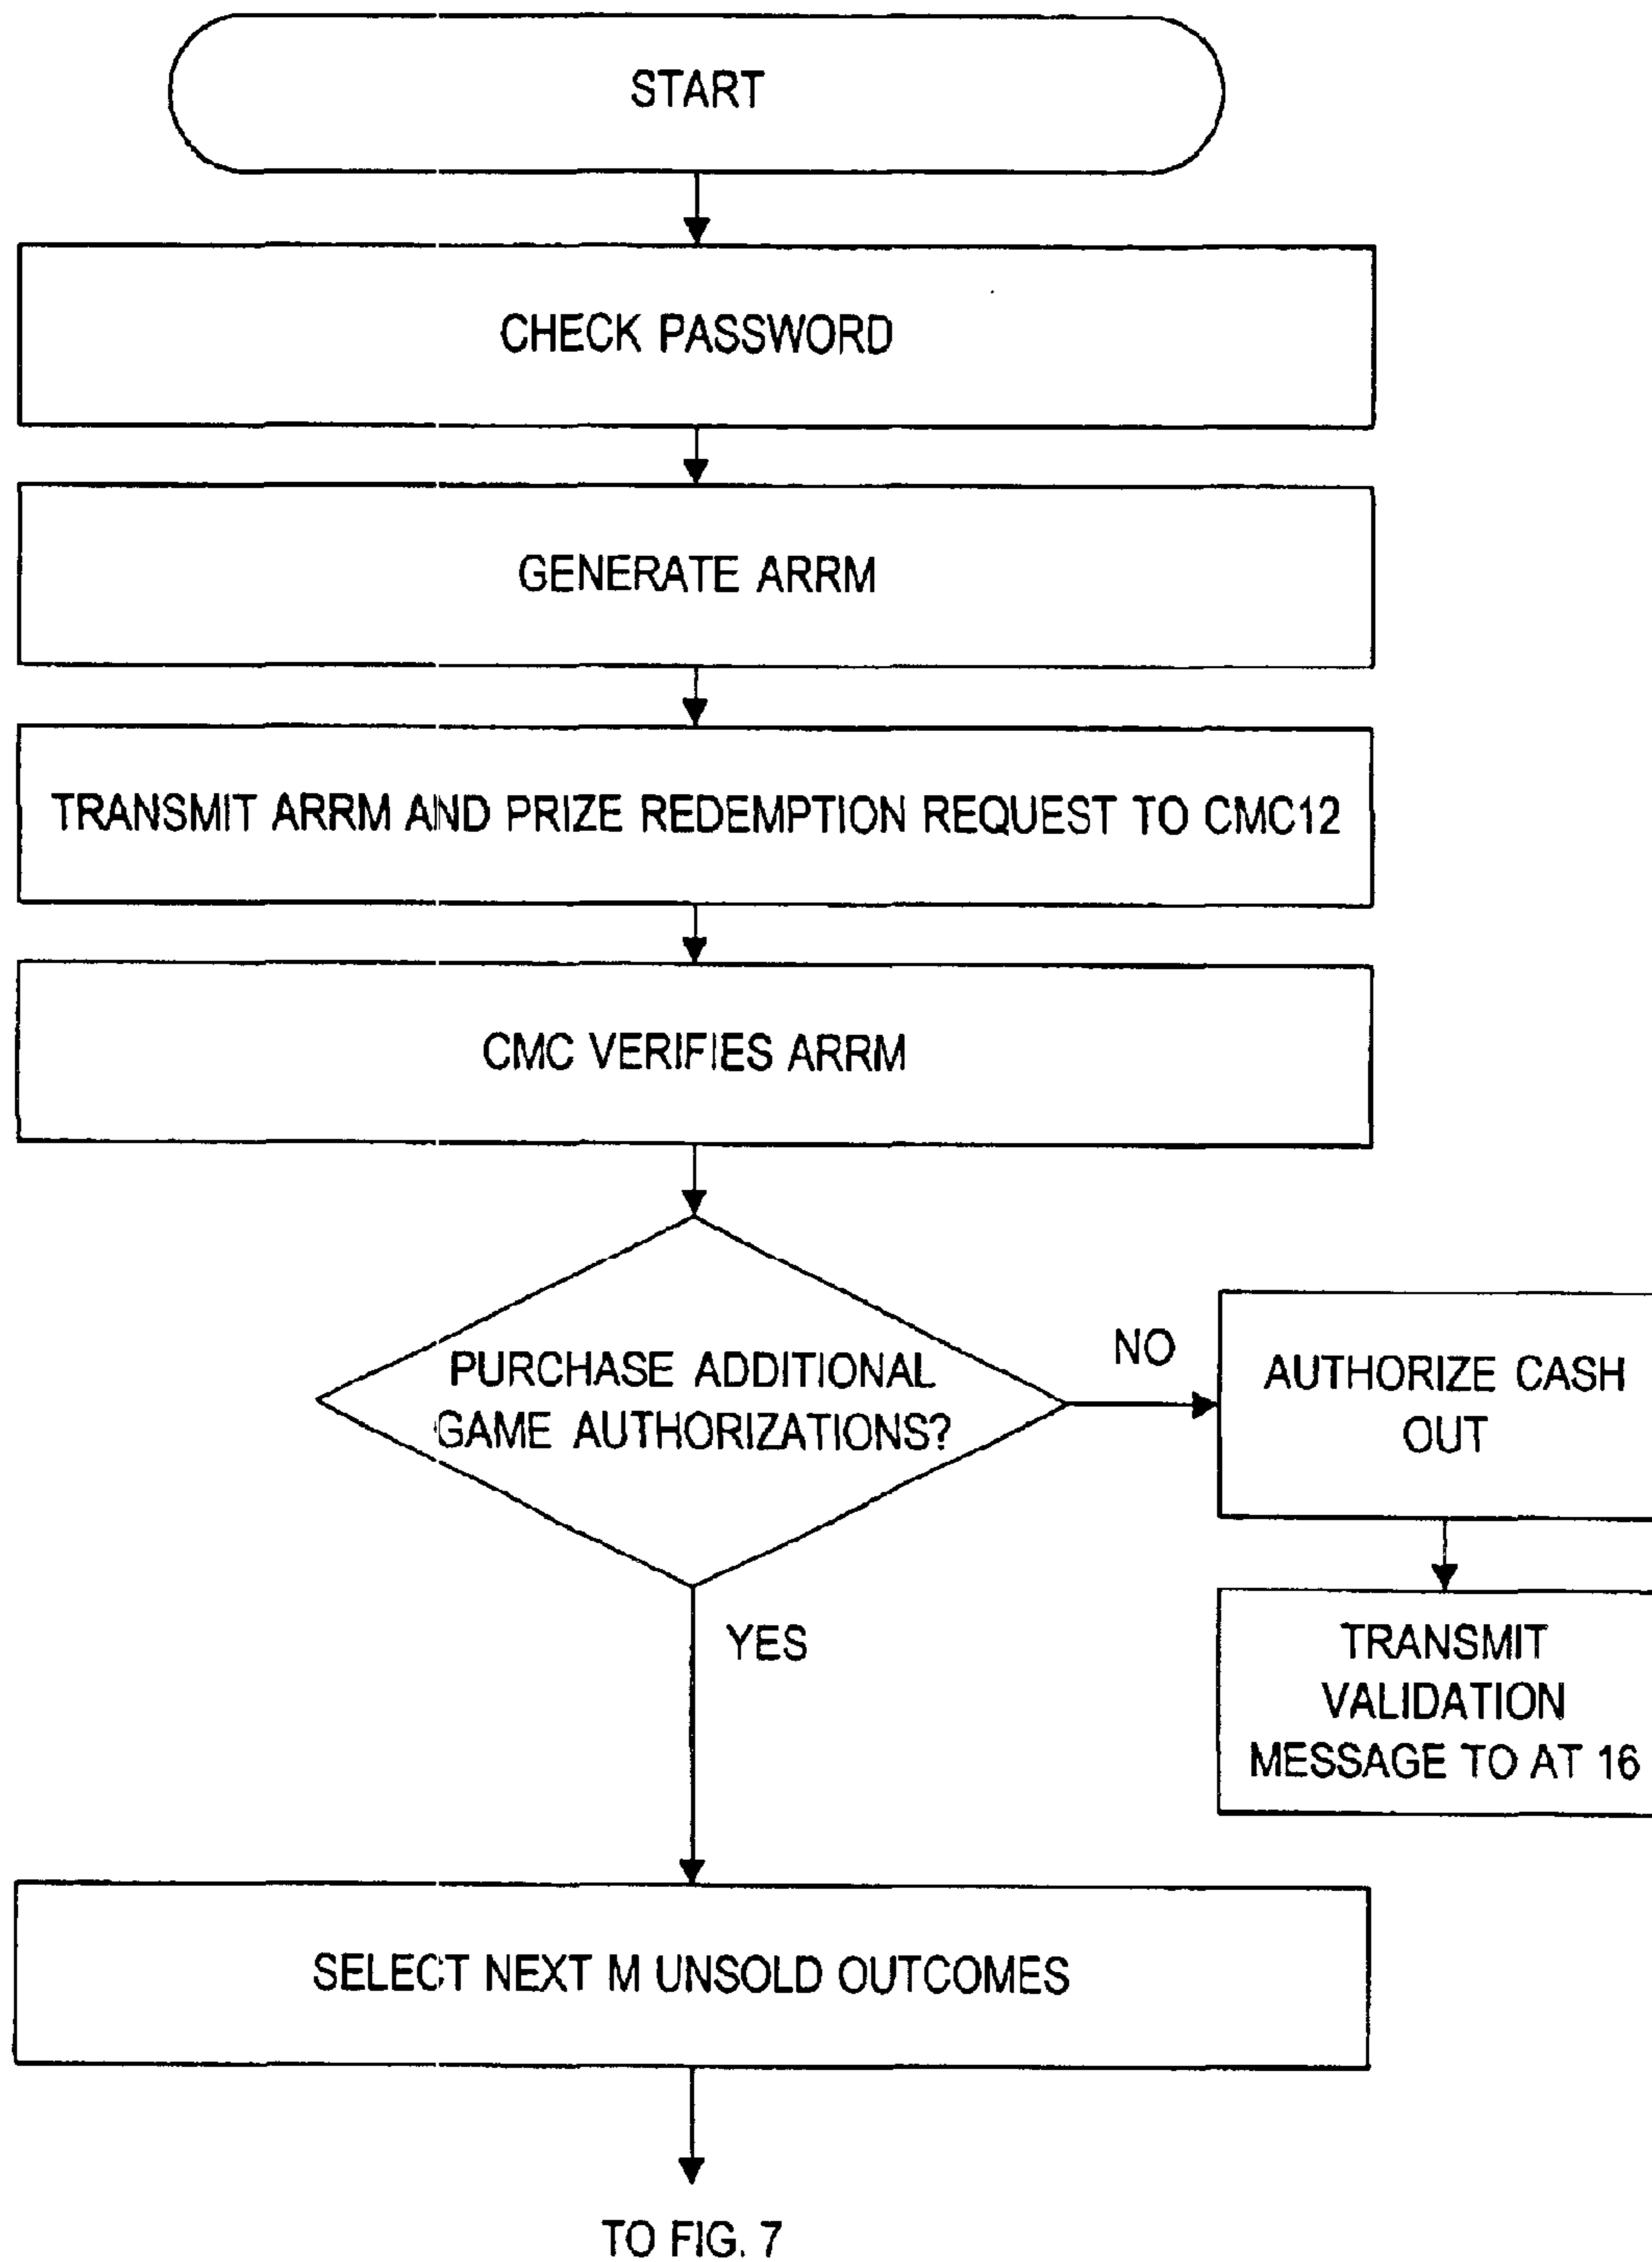 START
CHECK PASSWORD
GENERATE ARRM
TRANSMIT ARRM AND PRIZE REDEMPTION REQUEST TO CMC12
CMC VERIFIES ARRM
PURCHASE ADDITIONAL
GAME AUTHORIZATIONS?
NO
AUTHORIZE CASH
OUT
YES
TRANSMIT
VALIDATION
MESSAGE TO AT 16
SELECT NEXT M UNSOLD OUTCOMES
TO FIG. 7